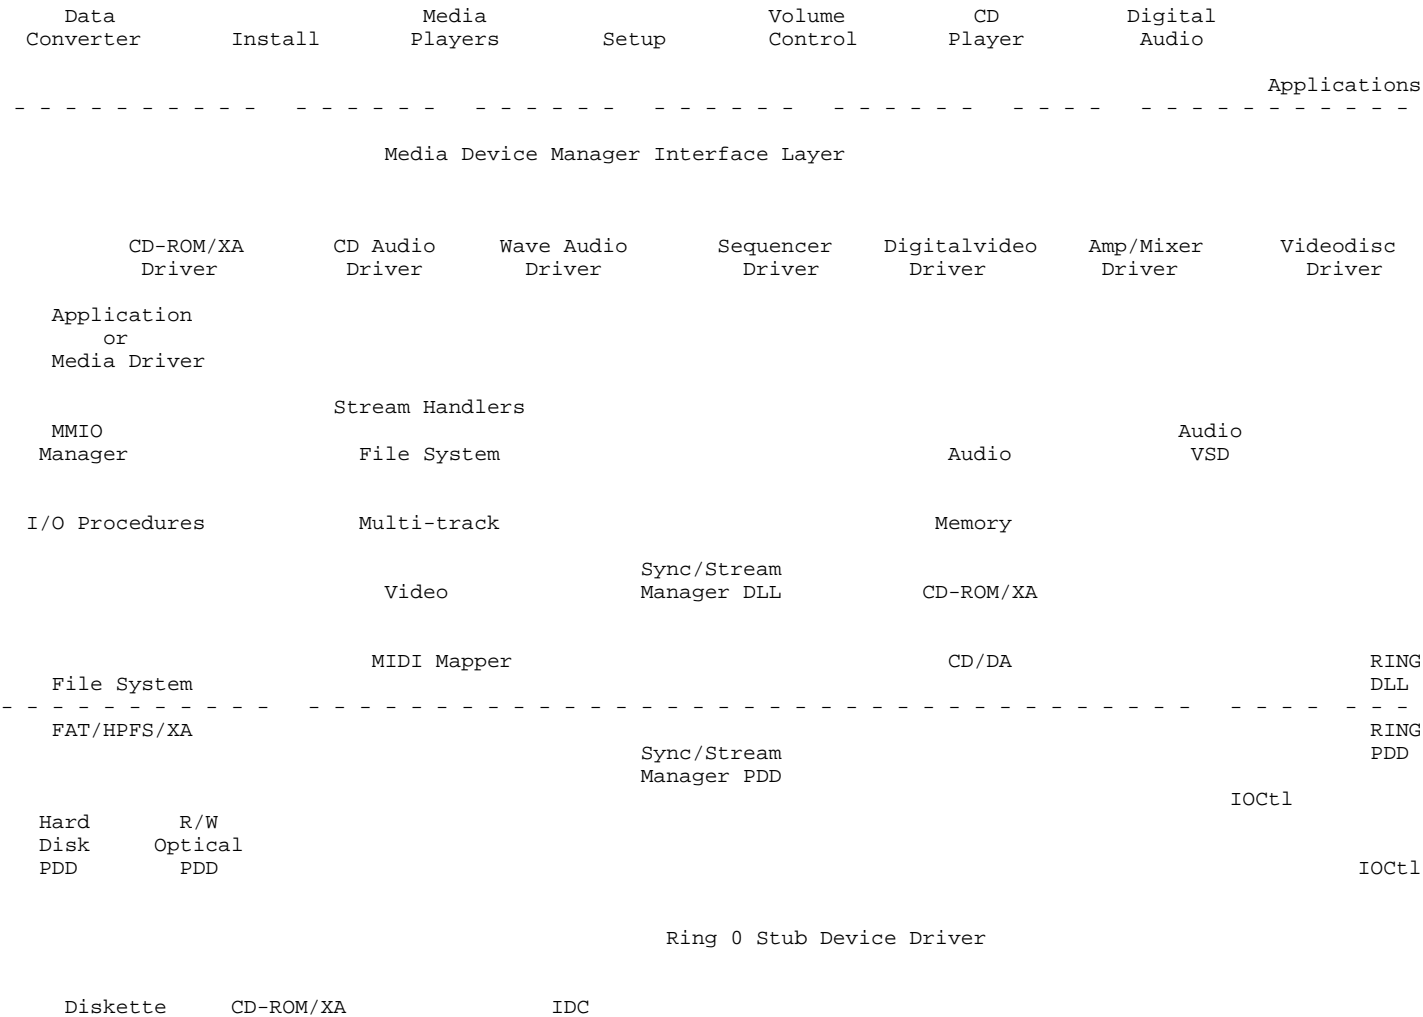 Data Media Volume CD Digital
Converter Install Players Setup Control Player Audio
Applications
- - - - - - - - - - - - - - - - - - - - - - - - - - - - - - - - - - - - - - - - - - - - - - - - -
Media Device Manager Interface Layer
CD-ROM/XA CD Audio Wave Audio Sequencer Digitalvideo Amp/Mixer Videodisc
Driver Driver Driver Driver Driver Driver Driver
Application
or
Media Driver
Stream Handlers
MMIO Audio
Manager File System Audio VSD
I/O Procedures Multi-track Memory
Sync/Stream
Video Manager DLL CD-ROM/XA
MIDI Mapper CD/DA RING
File System DLL
- - - - - - - - - - - - - - - - - - - - - - - - - - - - - - - - - - - - - - - - - - - - - - - - - - - - -
FAT/HPFS/XA RING
Sync/Stream PDD
Manager PDD
IOCtl
Hard R/W
Disk Optical
PDD PDD IOCtl
Ring 0 Stub Device Driver
Diskette CD-ROM/XA IDC